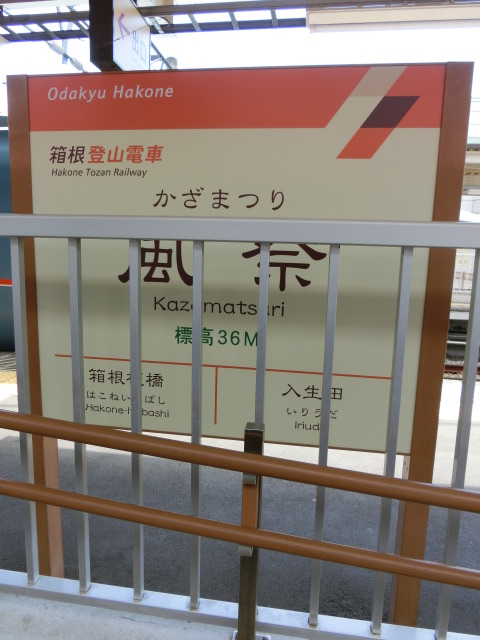 出口
Odakyu Hakone
箱根登山電車
Hakone Tozan Railway
かざまつり
風祭
Kazamatsuri
標高36M
箱根板橋
はこねいたばし
Hakone-Itabashi
入生田
いりうだ
Iriuda